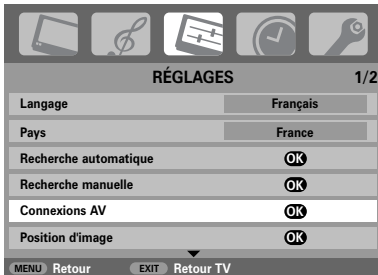 RÉGLAGES 1/2
Langage Français
Pays France
Recherche automatique OK
Recherche manuelle OK
Connexions AV OK
Position d'image OK
MENU Retour EXIT Retour TV